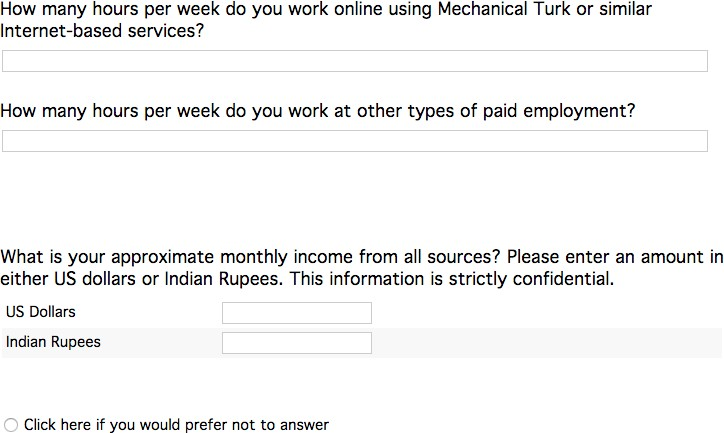 How many hours per week do you work online using Mechanical Turk or similar
Internet-based services?
How many hours per week do you work at other types of paid employment?
What is your approximate monthly income from all sources? Please enter an amount in
either US dollars or Indian Rupees. This information is strictly confidential.
US Dollars
Indian Rupees
Click here if you would prefer not to answer